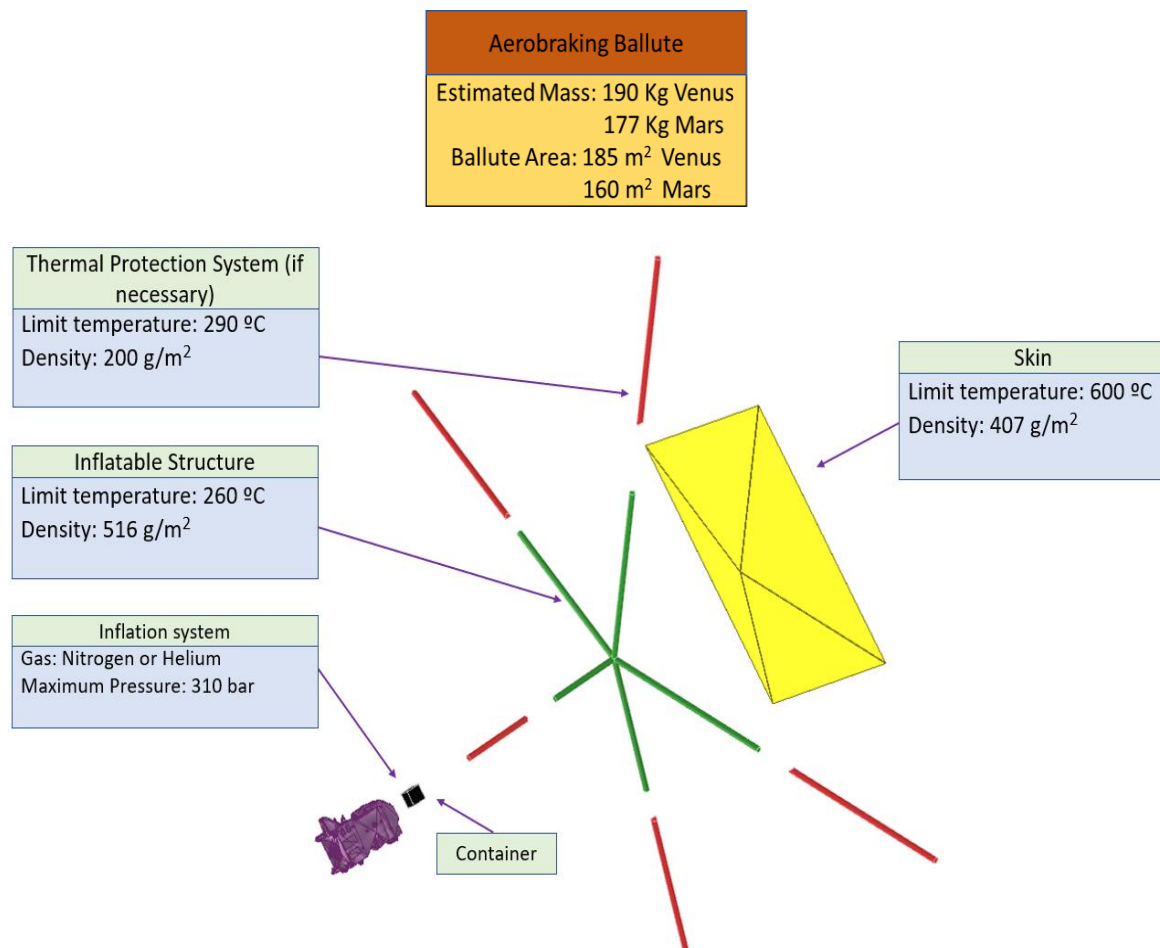 Aerobraking Ballute
Estimated Mass: 190 Kg Venus
177 Kg Mars
Ballute Area: 185 m² Venus
160 m² Mars
Thermal Protection System (if
necessary)
Limit temperature: 290 ºC
Density: 200 g/m²
Skin
Limit temperature: 600 ºC
Density: 407 g/m²
Inflatable Structure
Limit temperature: 260 ºC
Density: 516 g/m²
Inflation system
Gas: Nitrogen or Helium
Maximum Pressure: 310 bar
Container